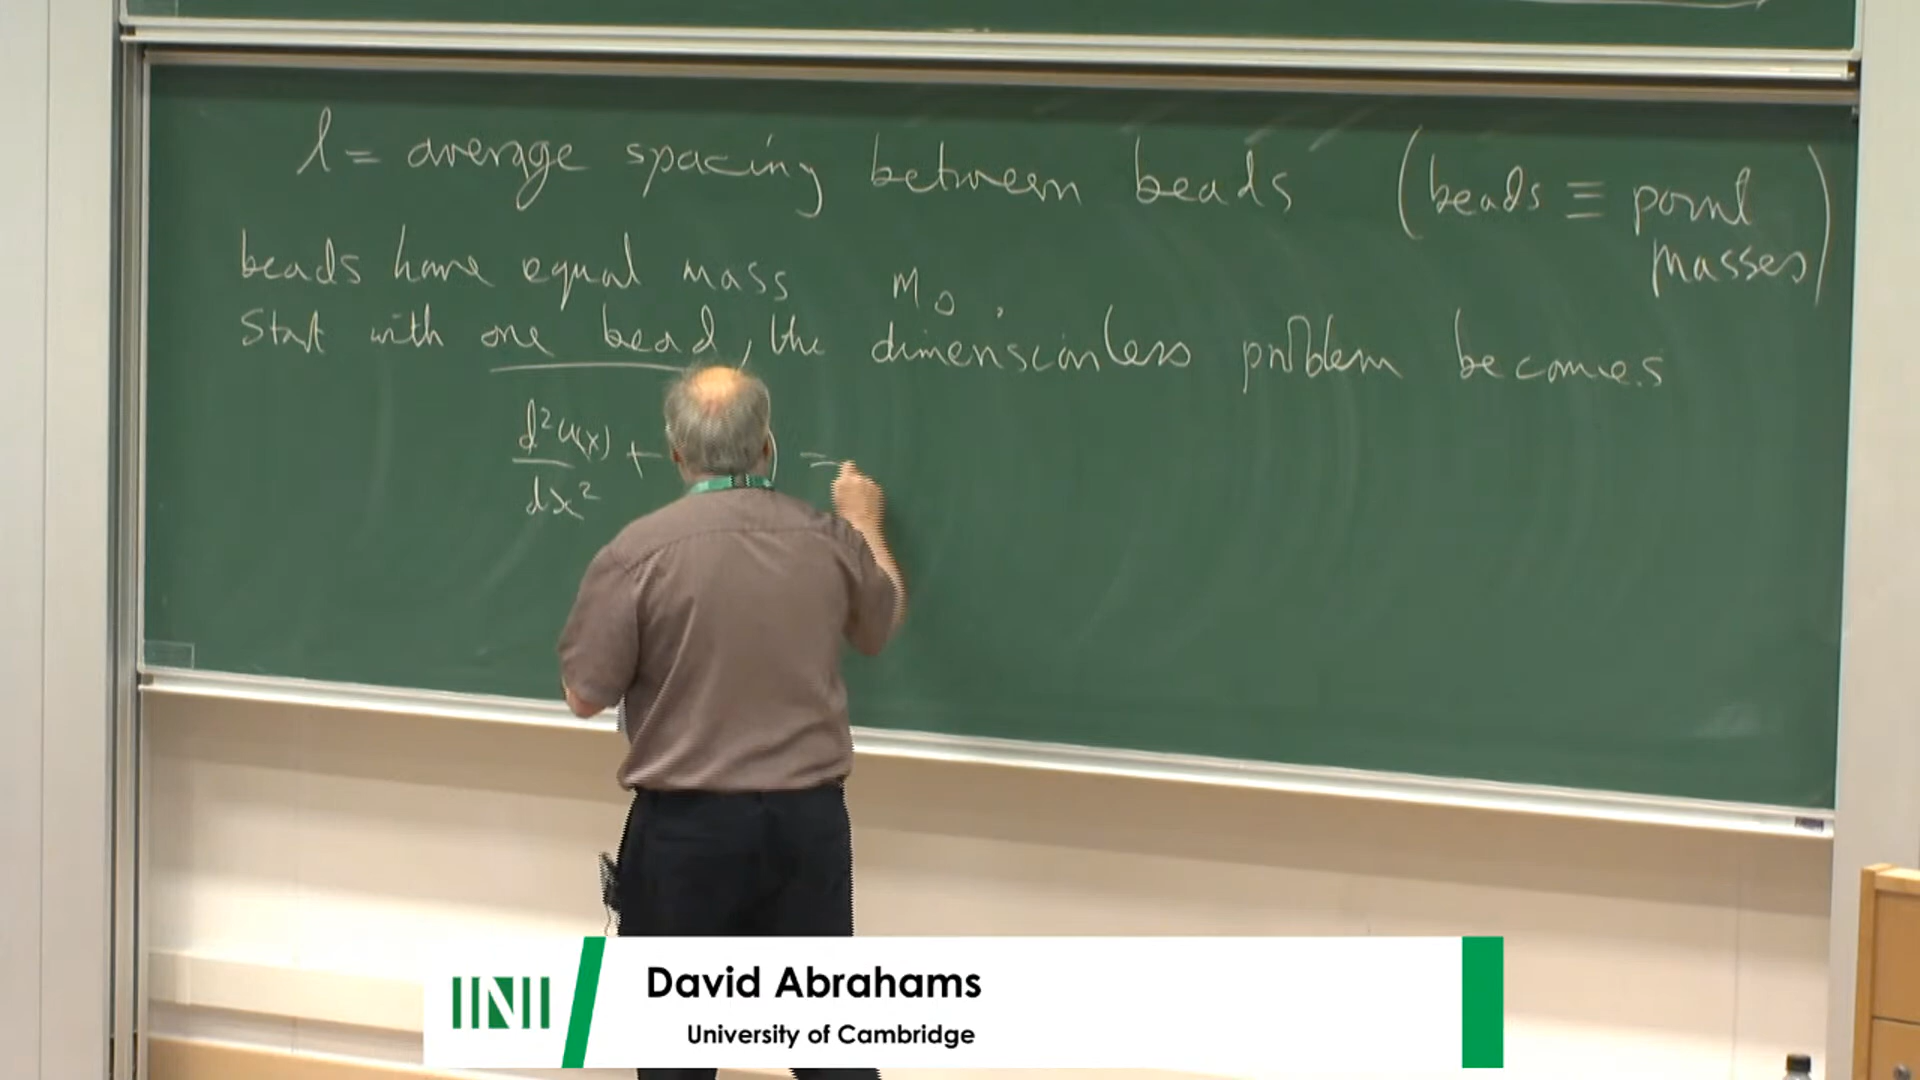 l = average spacing between beads (beads ≡ point masses)
beads have equal mass m₀,
Start with one bead, the dimensionless problem becomes
d²u(x)/dx² + ) =
INI
David Abrahams
University of Cambridge